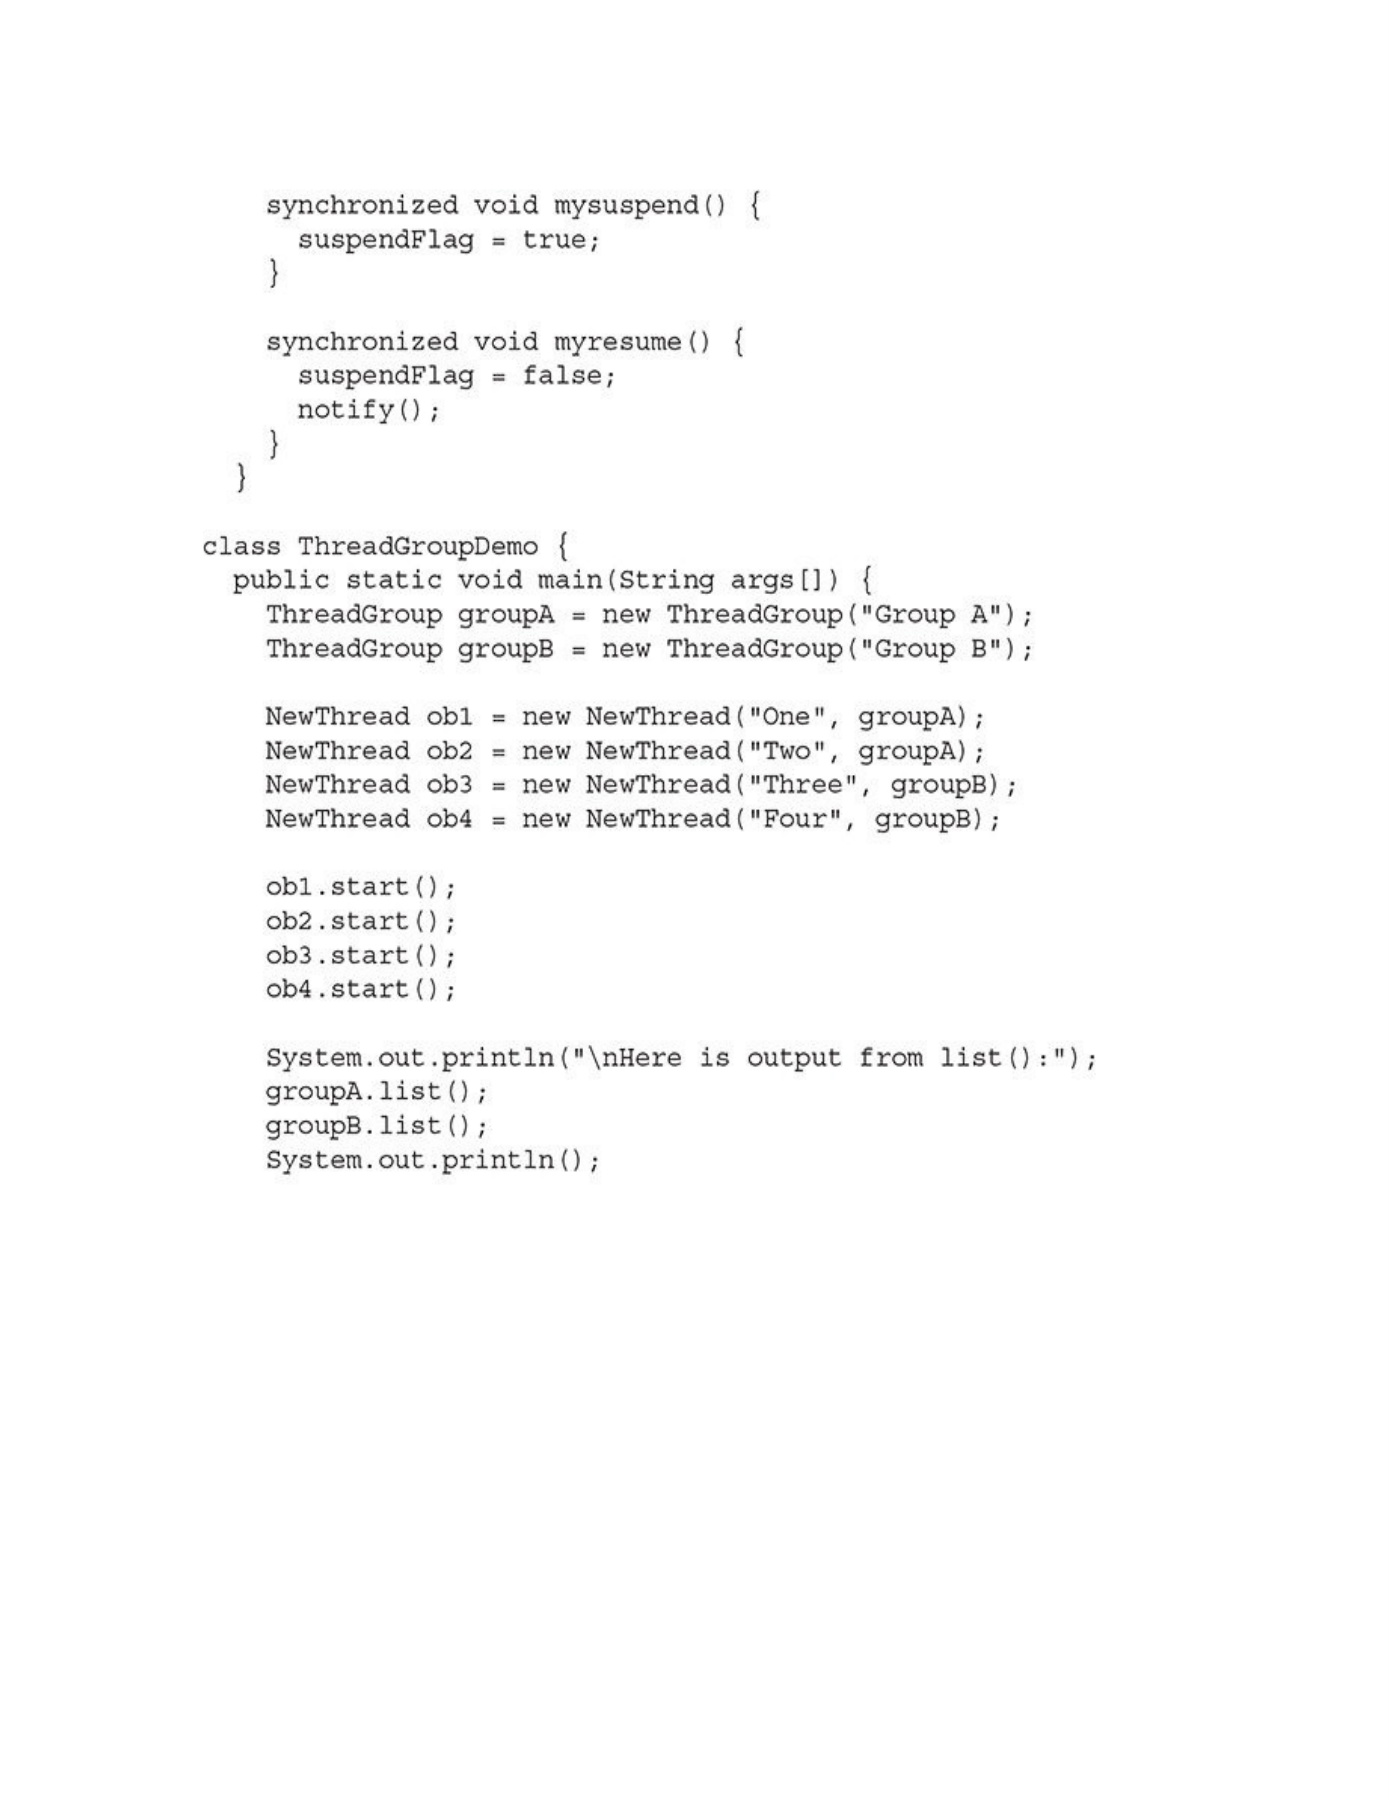 synchronized void mysuspend() {
suspendFlag = true;
}
synchronized void myresume() {
suspendFlag = false;
notify();
}
}
class ThreadGroupDemo {
public static void main(String args[]) {
ThreadGroup groupA = new ThreadGroup("Group A");
ThreadGroup groupB = new ThreadGroup("Group B");
NewThread ob1 = new NewThread("One", groupA);
NewThread ob2 = new NewThread("Two", groupA);
NewThread ob3 = new NewThread("Three", groupB);
NewThread ob4 = new NewThread("Four", groupB);
ob1.start();
ob2.start();
ob3.start();
ob4.start();
System.out.println("\nHere is output from list():");
groupA.list();
groupB.list();
System.out.println();